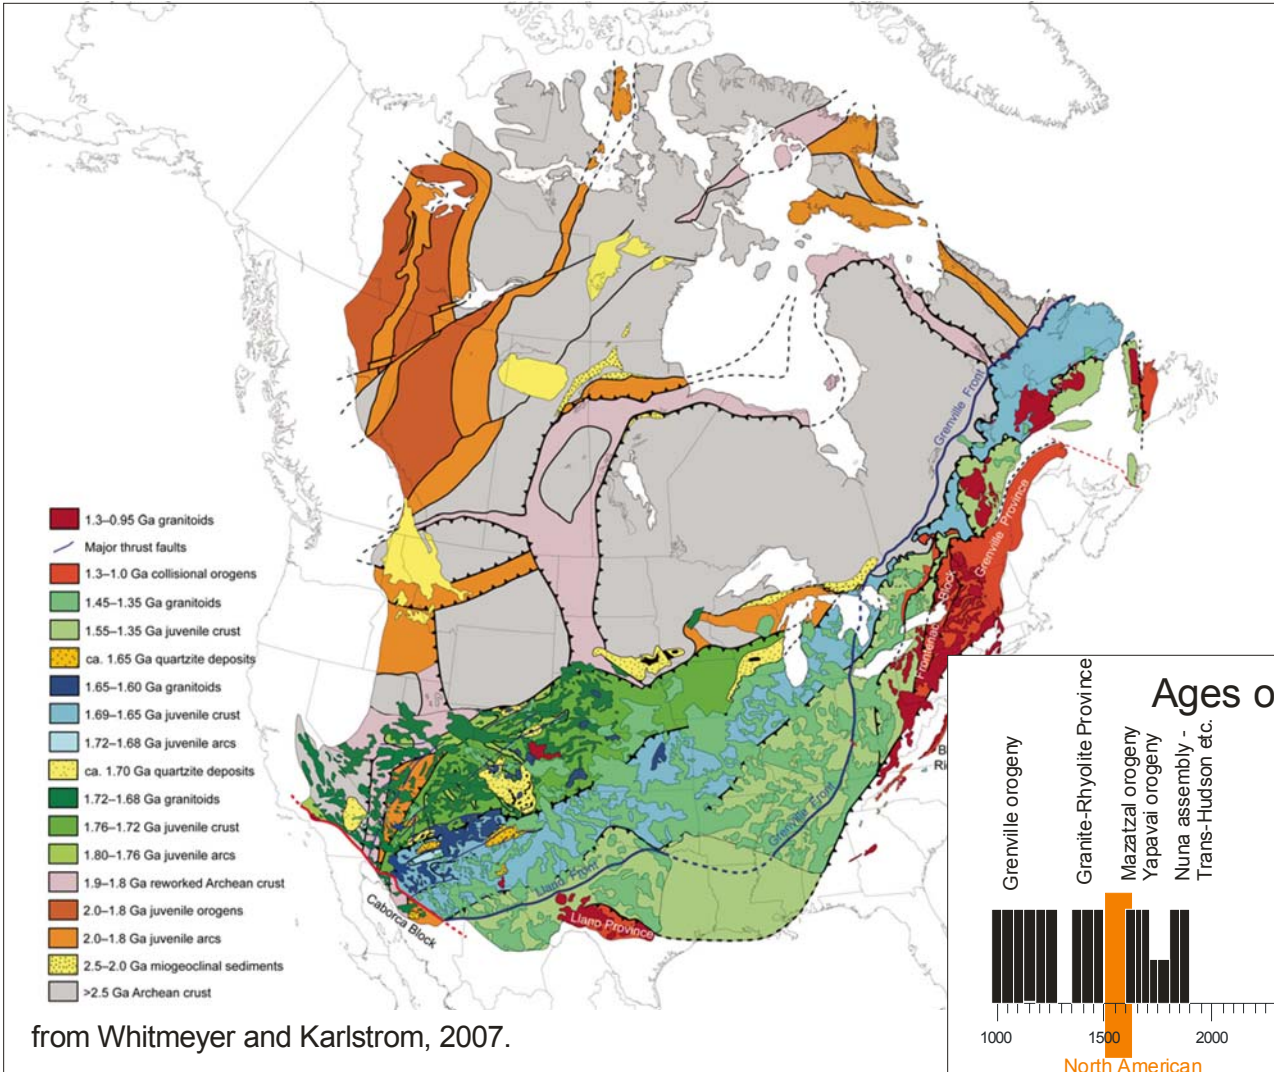 1.3–0.95 Ga granitoids
Major thrust faults
1.3–1.0 Ga collisional orogens
1.45–1.35 Ga granitoids
1.55–1.35 Ga juvenile crust
ca. 1.65 Ga quartzite deposits
1.65–1.60 Ga granitoids
1.69–1.65 Ga juvenile crust
1.72–1.68 Ga juvenile arcs
ca. 1.70 Ga quartzite deposits
1.72–1.68 Ga granitoids
1.76–1.72 Ga juvenile crust
1.80–1.76 Ga juvenile arcs
1.9–1.8 Ga reworked Archean crust
2.0–1.8 Ga juvenile orogens
2.0–1.8 Ga juvenile arcs
2.5–2.0 Ga miogeoclinal sediments
>2.5 Ga Archean crust
Grenville Front
Grenville Province
Frontenac Block
Grenville Front
Llano Front
Llano Province
Caborca Block
B
Ri
from Whitmeyer and Karlstrom, 2007.
Ages o
Grenville orogeny
Granite-Rhyolite Province
Mazatzal orogeny
Yapavai orogeny
Nuna assembly -
Trans-Hudson etc.
1000
1500
2000
North American